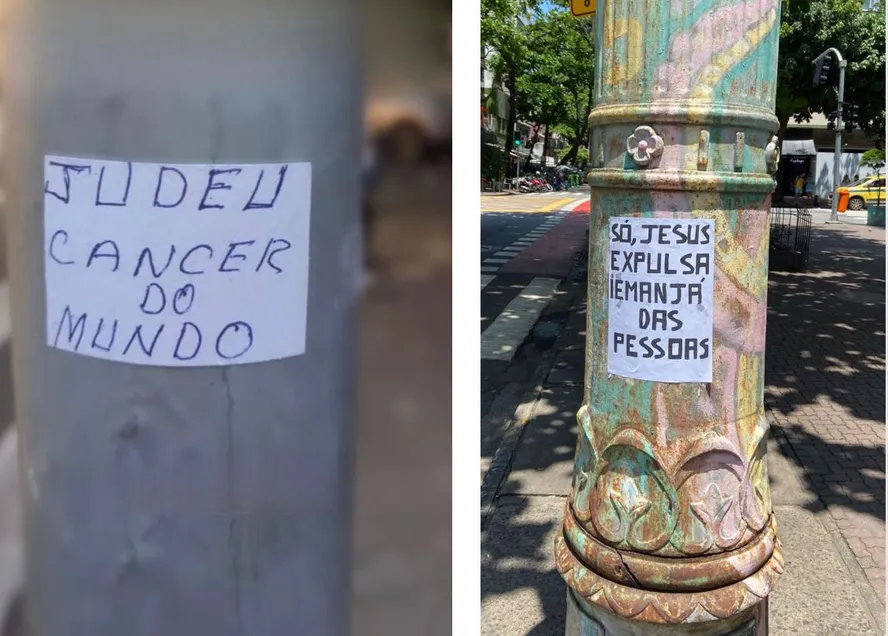 JUDEU
CANCER
DO
MUNDO
SÓ, JESUS
EXPULSA
IEMANJÁ
DAS
PESSOAS